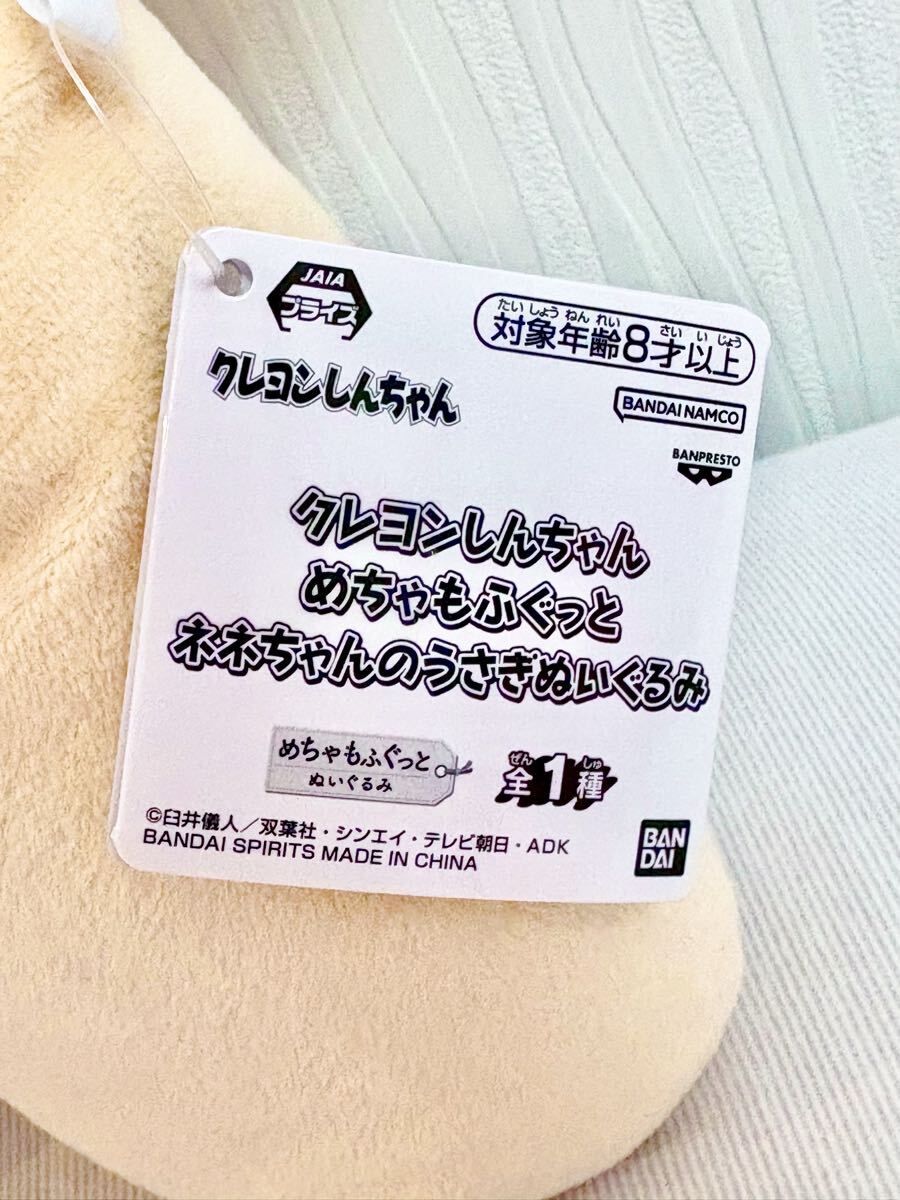 JAIA
プライズ
たいしょうねんれい さいいじょう
対象年齢8才以上
クレヨンしんちゃん
BANDAI NAMCO
BANPRESTO
クレヨンしんちゃん
めちゃもふぐっと
ネネちゃんのうさぎぬいぐるみ
めちゃもふぐっと
ぬいぐるみ
ぜん しゅ
全1種
©臼井儀人/双葉社・シンエイ・テレビ朝日・ADK
BANDAI SPIRITS MADE IN CHINA
BAN
DAI